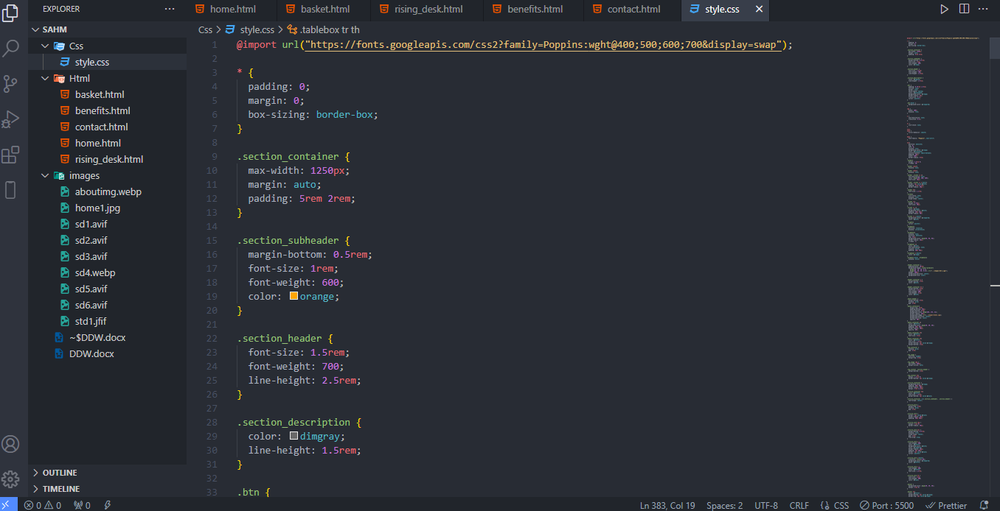 EXPLORER ···
home.html basket.html rising_desk.html benefits.html contact.html style.css
SAHM
Css
style.css
Html
basket.html
benefits.html
contact.html
home.html
rising_desk.html
images
aboutimg.webp
home1.jpg
sd1.avif
sd2.avif
sd3.avif
sd4.webp
sd5.avif
sd6.avif
std1.jfif
~$DDW.docx
DDW.docx
OUTLINE
TIMELINE
Css > style.css > .tablebox tr th
1 @import url("https://fonts.googleapis.com/css2?family=Poppins:wght@400;500;600;700&display=swap");
2
3 * {
4 padding: 0;
5 margin: 0;
6 box-sizing: border-box;
7 }
8
9 .section_container {
10 max-width: 1250px;
11 margin: auto;
12 padding: 5rem 2rem;
13 }
14
15 .section_subheader {
16 margin-bottom: 0.5rem;
17 font-size: 1rem;
18 font-weight: 600;
19 color: orange;
20 }
21
22 .section_header {
23 font-size: 1.5rem;
24 font-weight: 700;
25 line-height: 2.5rem;
26 }
27
28 .section_description {
29 color: dimgray;
30 line-height: 1.5rem;
31 }
32
33 .btn {
0 0 0 Ln 383, Col 19 Spaces: 2 UTF-8 CRLF {} CSS Port : 5500 Prettier